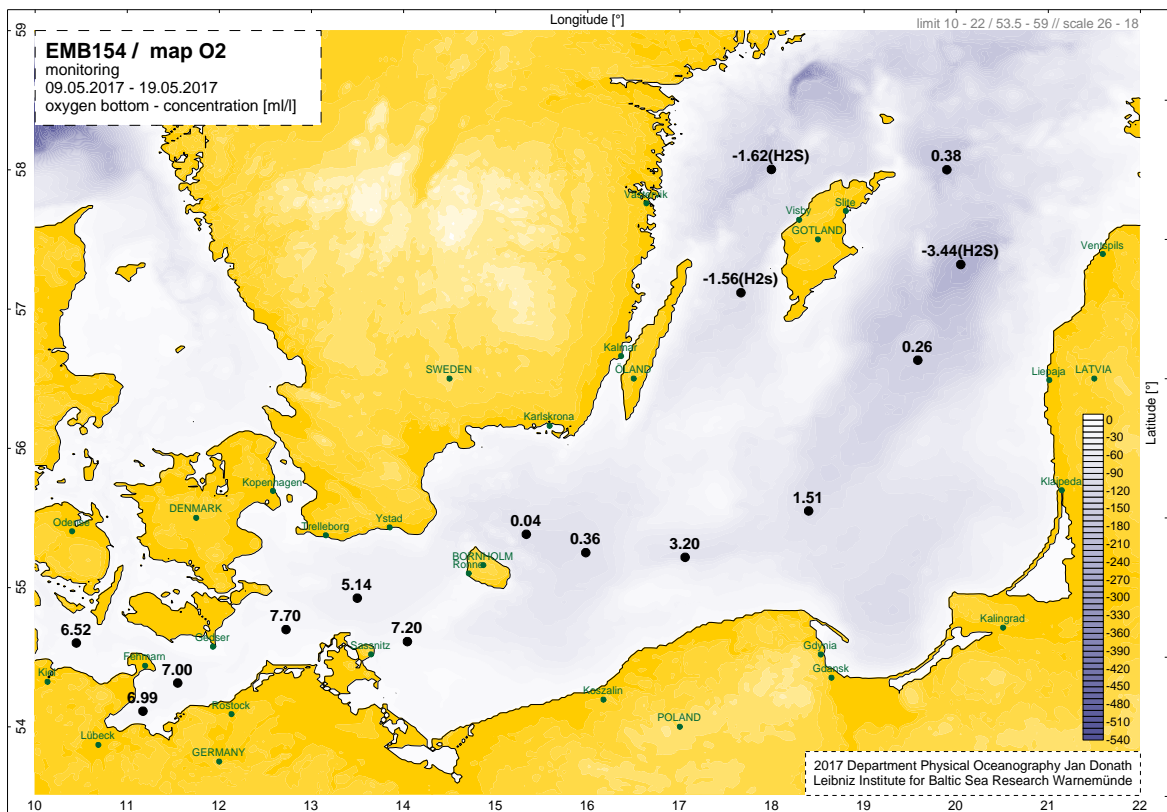 Longitude [°]
limit 10 - 22 / 53.5 - 59 // scale 26 - 18
EMB154 / map O2
monitoring
09.05.2017 - 19.05.2017
oxygen bottom - concentration [ml/l]
59
58
57
56
55
54
-1.62(H2S)
0.38
Västervik
Visby
Slite
GOTLAND
-3.44(H2S)
Ventspils
-1.56(H2s)
0.26
Kalmar
SWEDEN
ÖLAND
Liepaja
LATVIA
Karlskrona
Latitude [°]
Kopenhagen
Klaipeda
DENMARK
1.51
Odense
Trelleborg
Ystad
0.04
0.36
3.20
BORNHOLM
Ronne
5.14
7.70
7.20
6.52
Gedser
Sassnitz
Kalingrad
Gdynia
Fehmarn
Kiel
7.00
Gdansk
6.99
Rostock
Koszalin
POLAND
Lübeck
GERMANY
0
-30
-60
-90
-120
-150
-180
-210
-240
-270
-300
-330
-360
-390
-420
-450
-480
-510
-540
2017 Department Physical Oceanography Jan Donath
Leibniz Institute for Baltic Sea Research Warnemünde
10 11 12 13 14 15 16 17 18 19 20 21 22